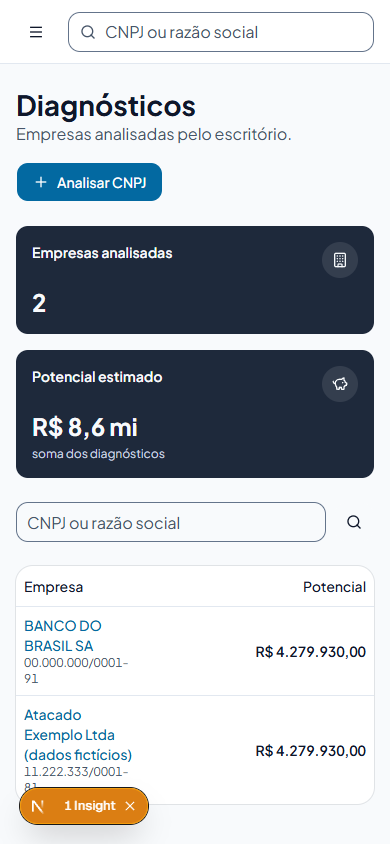 CNPJ ou razão social
Diagnósticos
Empresas analisadas pelo escritório.
Analisar CNPJ
Empresas analisadas
2
Potencial estimado
R$ 8,6 mi
soma dos diagnósticos
CNPJ ou razão social
Empresa Potencial
BANCO DO
BRASIL SA
00.000.000/0001-
91
R$ 4.279.930,00
Atacado
Exemplo Ltda
(dados fictícios)
11.222.333/0001-
R$ 4.279.930,00
N 1 Insight